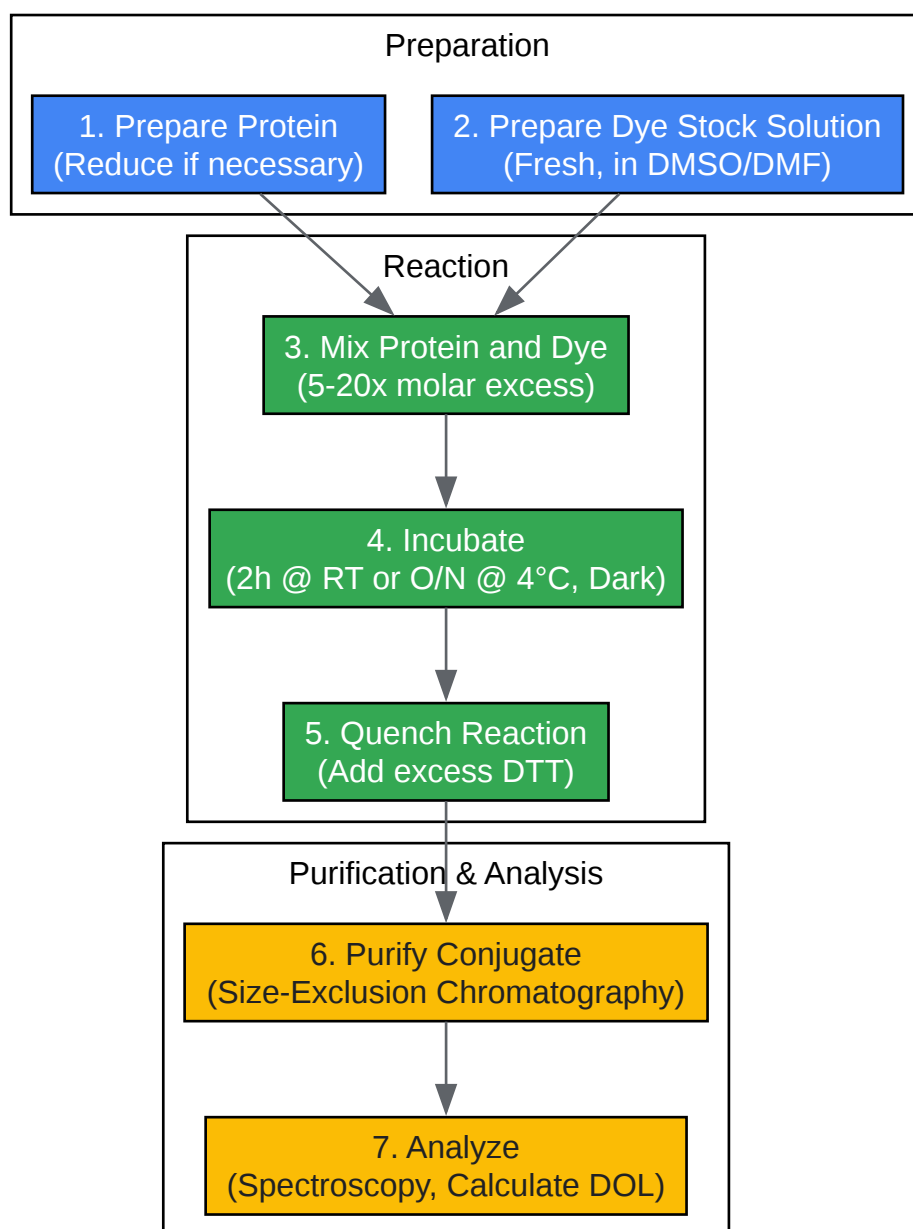 Preparation
1. Prepare Protein
(Reduce if necessary)
2. Prepare Dye Stock Solution
(Fresh, in DMSO/DMF)
Reaction
3. Mix Protein and Dye
(5-20x molar excess)
4. Incubate
(2h @ RT or O/N @ 4°C, Dark)
5. Quench Reaction
(Add excess DTT)
Purification & Analysis
6. Purify Conjugate
(Size-Exclusion Chromatography)
7. Analyze
(Spectroscopy, Calculate DOL)